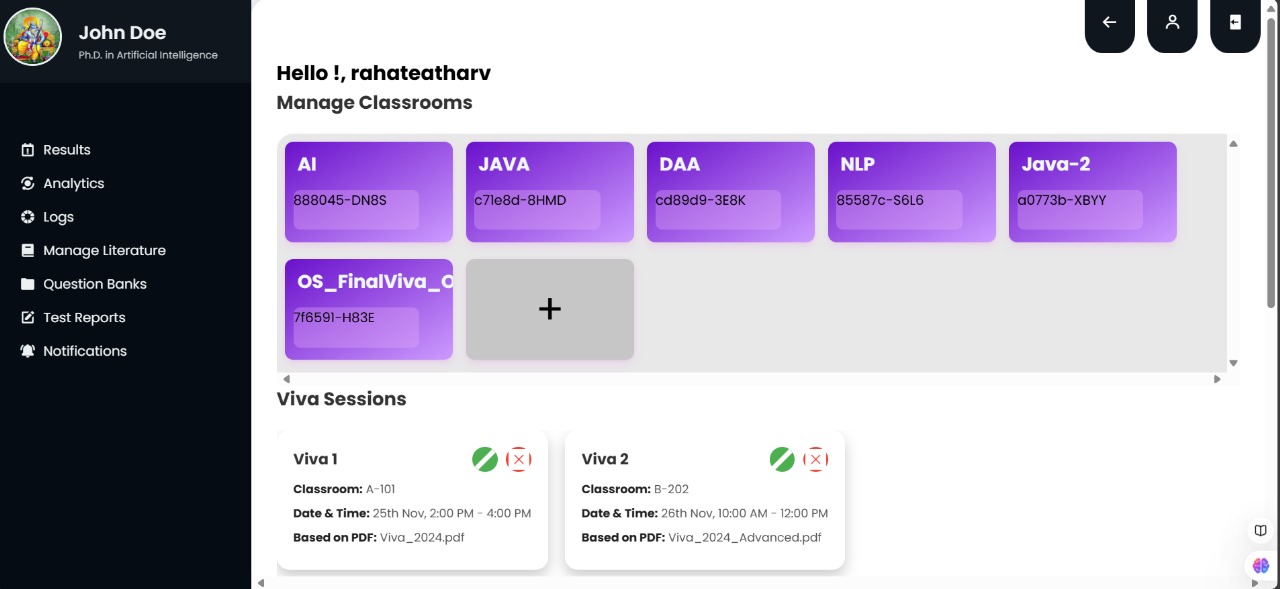 John Doe
Ph.D. in Artificial Intelligence
Results
Analytics
Logs
Manage Literature
Question Banks
Test Reports
Notifications
Hello !, rahateatharv
Manage Classrooms
AI
888045-DN8S
JAVA
c71e8d-8HMD
DAA
cd89d9-3E8K
NLP
85587c-S6L6
Java-2
a0773b-XBYY
OS_FinalViva_O
7f6591-H83E
+
Viva Sessions
Viva 1
Classroom: A-101
Date & Time: 25th Nov, 2:00 PM - 4:00 PM
Based on PDF: Viva_2024.pdf
Viva 2
Classroom: B-202
Date & Time: 26th Nov, 10:00 AM - 12:00 PM
Based on PDF: Viva_2024_Advanced.pdf